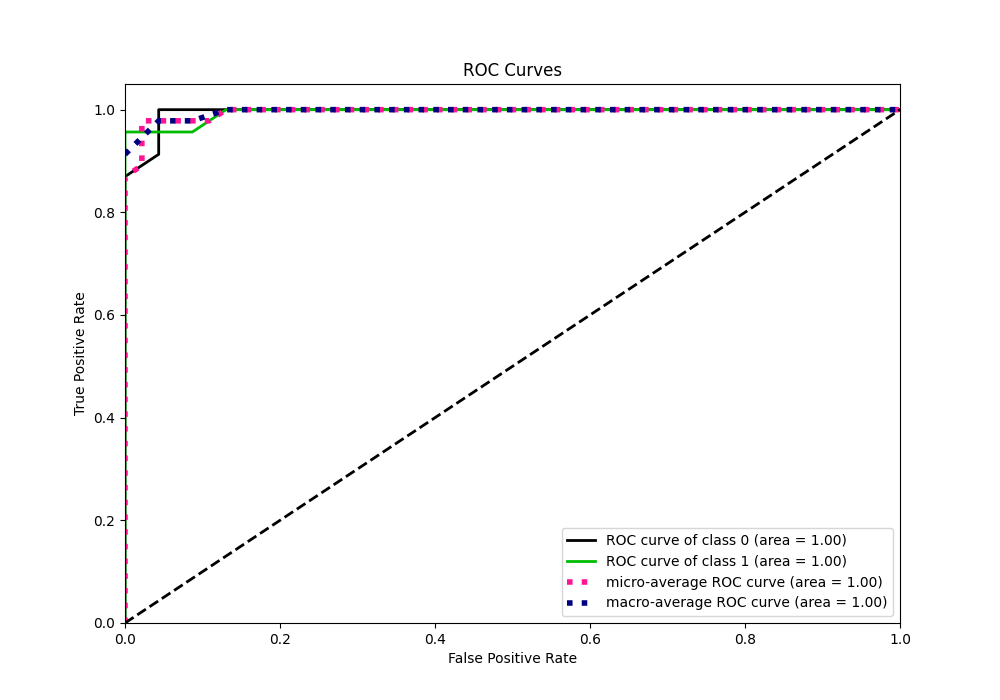 ROC Curves
1.0
0.8
0.6
0.4
0.2
0.0
True Positive Rate
0.0 0.2 0.4 0.6 0.8 1.0
False Positive Rate
ROC curve of class 0 (area = 1.00)
ROC curve of class 1 (area = 1.00)
micro-average ROC curve (area = 1.00)
macro-average ROC curve (area = 1.00)